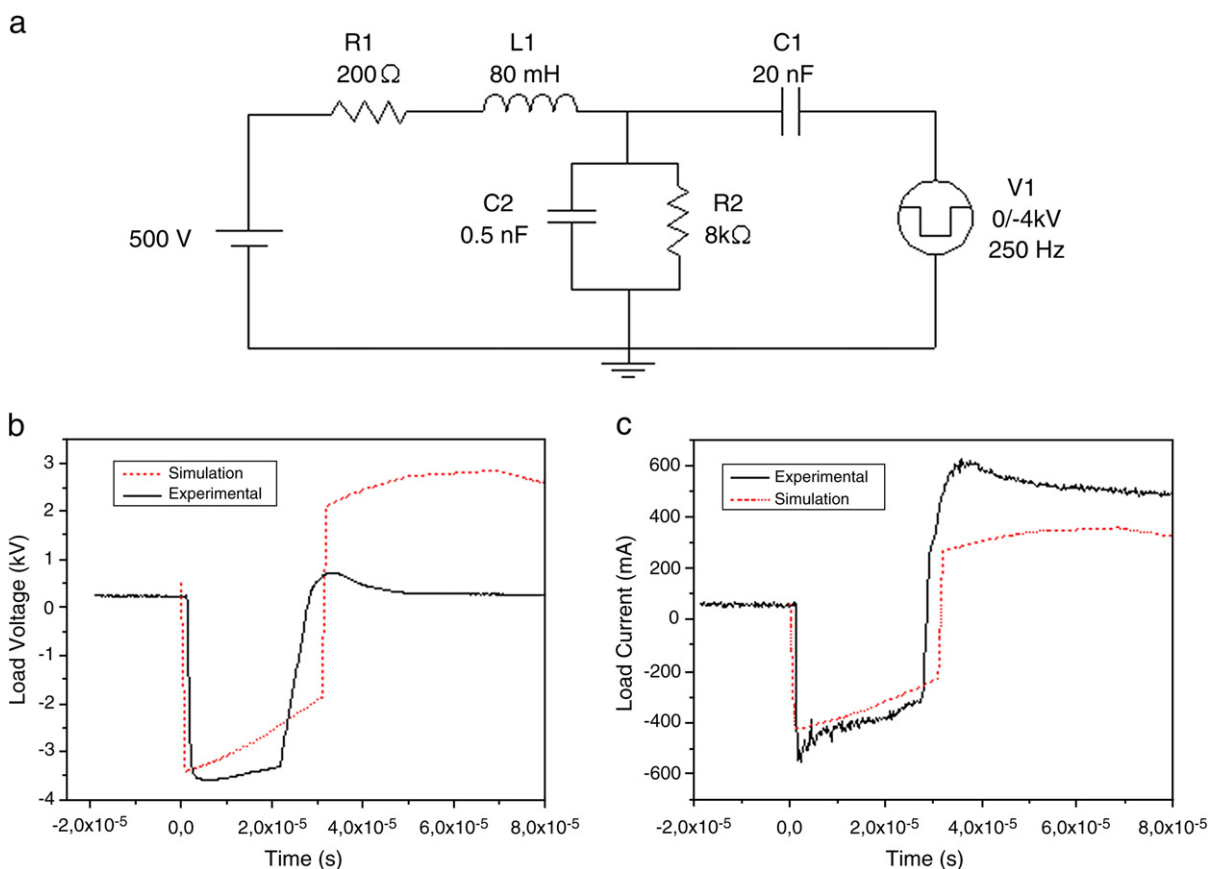 a
R1
200 Ω
L1
80 mH
C1
20 nF
500 V
C2
0.5 nF
R2
8kΩ
V1
0/-4kV
250 Hz
b
Load Voltage (kV)
3
2
1
0
-1
-2
-3
-4
Simulation
Experimental
-2,0x10-5
0,0
2,0x10-5
4,0x10-5
6,0x10-5
8,0x10-5
Time (s)
c
Load Current (mA)
600
400
200
0
-200
-400
-600
Experimental
Simulation
-2,0x10-5
0,0
2,0x10-5
4,0x10-5
6,0x10-5
8,0x10-5
Time (s)